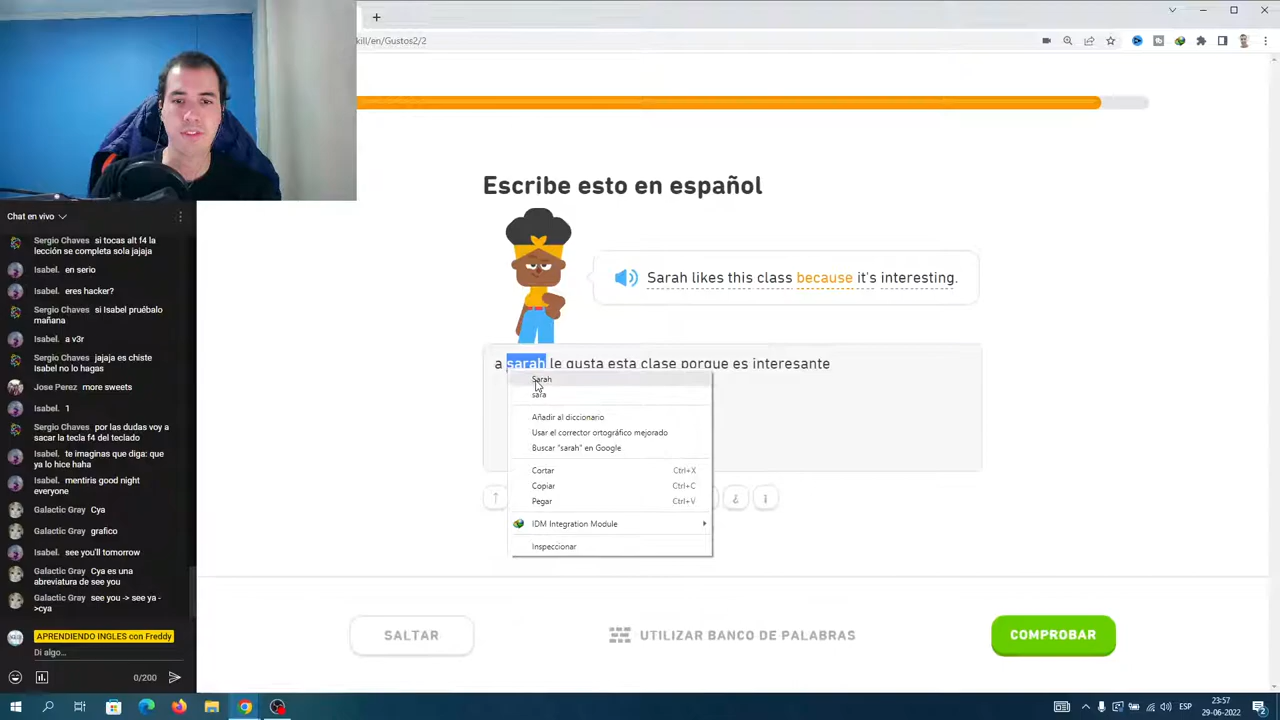 kill/en/Gustos2/2
Escribe esto en español
Sarah likes this class because it's interesting.
a sarah le gusta esta clase porque es interesante
Sarah
sara
Añadir al diccionario
Usar el corrector ortográfico mejorado
Buscar "sarah" en Google
Cortar Ctrl+X
Copiar Ctrl+C
Pegar Ctrl+V
IDM Integration Module
Inspeccionar
¿ ¡
SALTAR
UTILIZAR BANCO DE PALABRAS
COMPROBAR
Chat en vivo
Sergio Chaves si tocas alt f4 la
lección se completa sola jajaja
Isabel. en serio
Isabel. eres hacker?
Sergio Chaves si Isabel pruébalo
mañana
Isabel. a v3r
Sergio Chaves jajaja es chiste
Isabel no lo hagas
Jose Perez more sweets
Isabel. 1
Isabel. por las dudas voy a
sacar la tecla f4 del teclado
Isabel. te imaginas que diga: que
ya lo hice haha
Isabel. mentiris good night
everyone
Galactic Gray Cya
Galactic Gray grafico
Isabel. see you'll tomorrow
Galactic Gray Cya es una
abreviatura de see you
Galactic Gray see you -> see ya -
>cya
APRENDIENDO INGLES con Freddy
Di algo...
0/200
ESP
23:57
29-06-2022
2